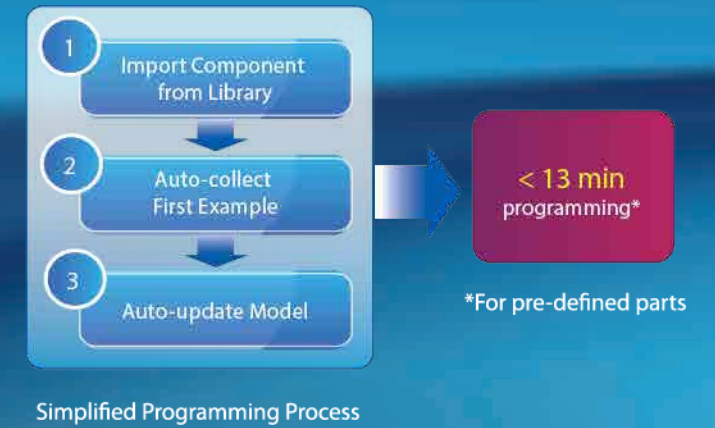 1
Import Component
from Library
2
Auto-collect
First Example
3
Auto-update Model
< 13 min
programming*
*For pre-defined parts
Simplified Programming Process